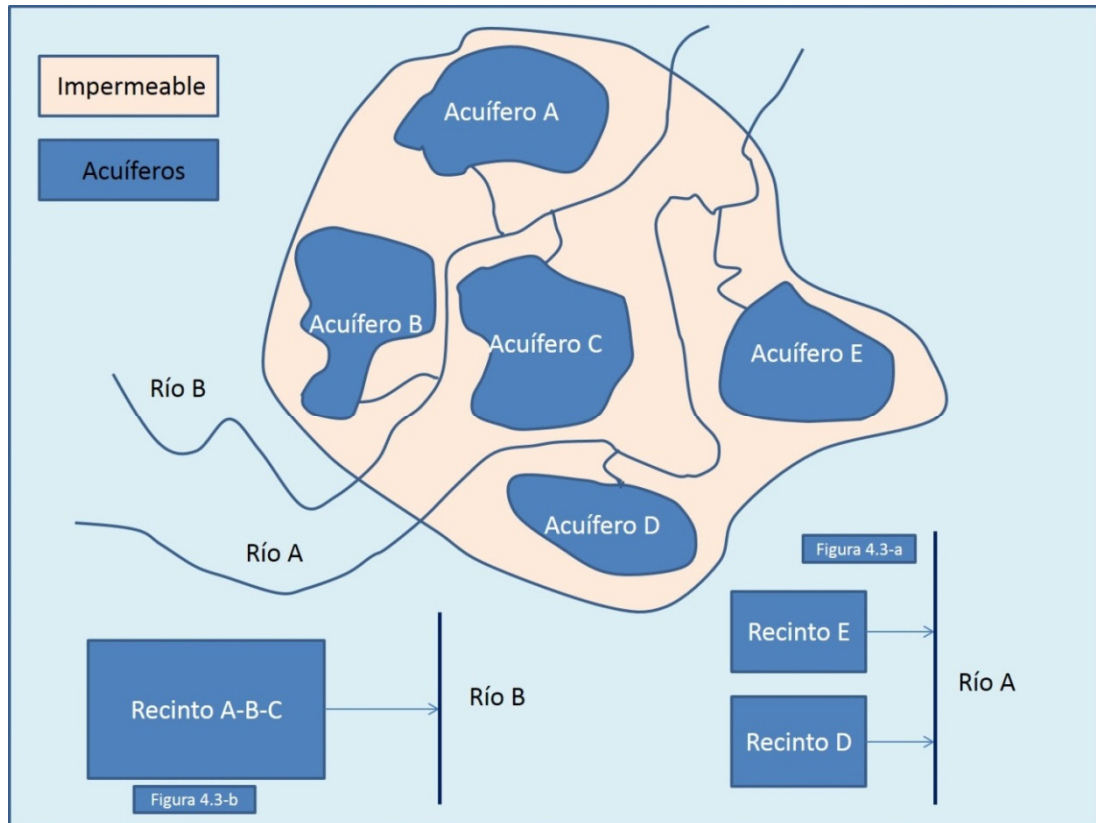 Impermeable
Acuíferos
Acuífero A
Acuífero B
Acuífero C
Acuífero E
Río B
Acuífero D
Río A
Figura 4.3-a
Recinto E
Río A
Recinto D
Recinto A-B-C
Río B
Figura 4.3-b